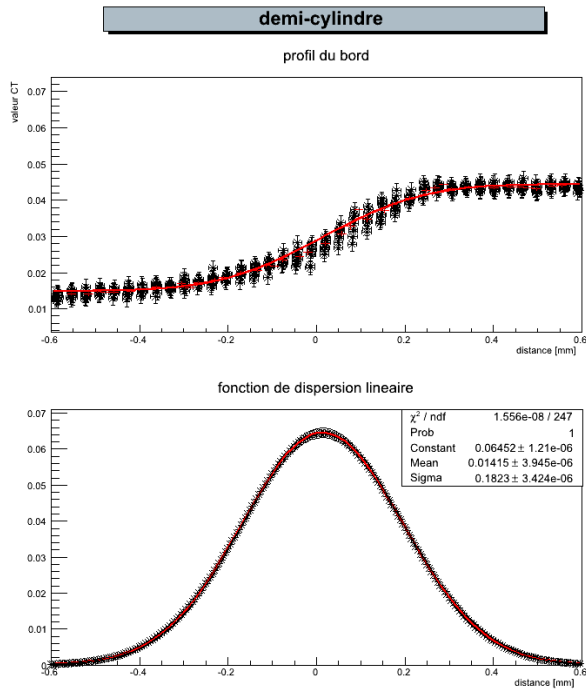 demi-cylindre
profil du bord
valeur CT
0.07
0.06
0.05
0.04
0.03
0.02
0.01
-0.6 -0.4 -0.2 0 0.2 0.4 0.6
distance [mm]
fonction de dispersion lineaire
0.07
0.06
0.05
0.04
0.03
0.02
0.01
0
χ² / ndf 1.556e-08 / 247
Prob 1
Constant 0.06452 ± 1.21e-06
Mean 0.01415 ± 3.945e-06
Sigma 0.1823 ± 3.424e-06
-0.6 -0.4 -0.2 0 0.2 0.4 0.6
distance [mm]